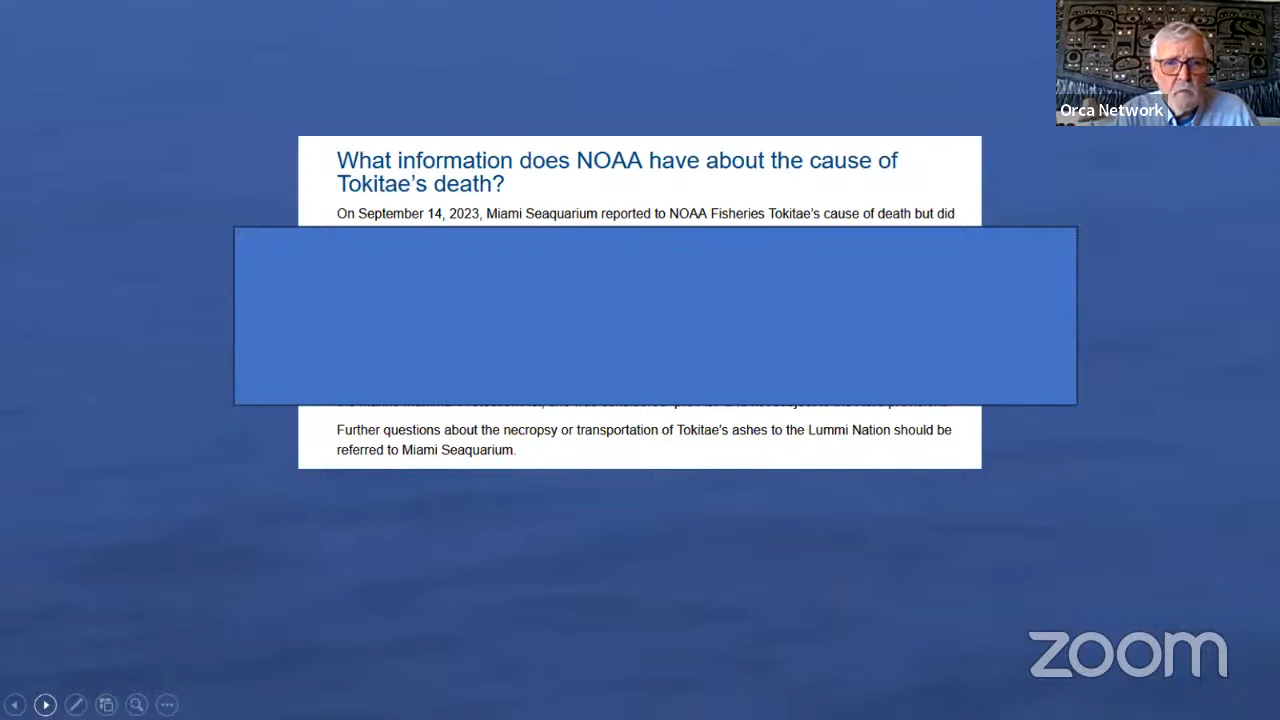 Orca Network
What information does NOAA have about the cause of
Tokitae’s death?
On September 14, 2023, Miami Seaquarium reported to NOAA Fisheries Tokitae’s cause of death but did
Further questions about the necropsy or transportation of Tokitae’s ashes to the Lummi Nation should be
referred to Miami Seaquarium.
zoom